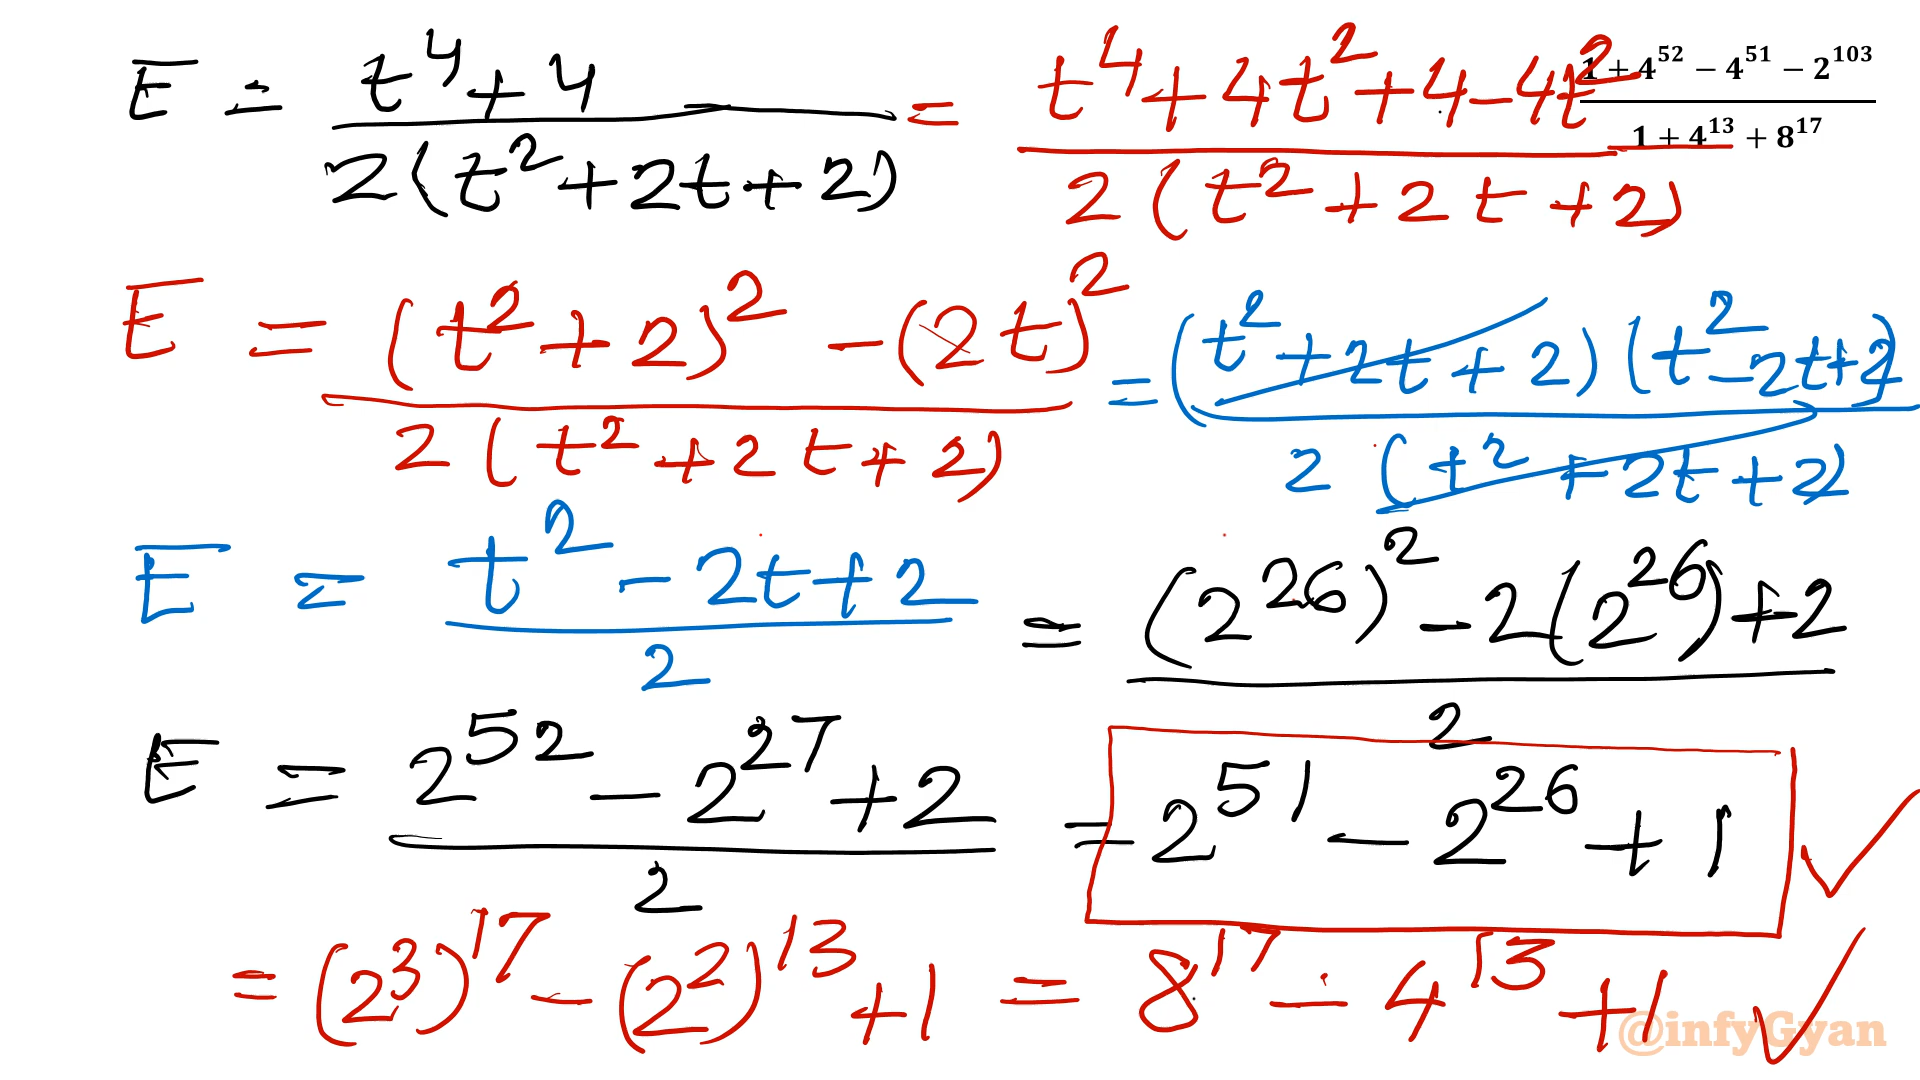 E = t⁴+4 / 2(t²+2t+2) = t⁴+4t²+4-4t² / 2(t²+2t+2)
1 + 4⁵² − 4⁵¹ − 2¹⁰³ / 1 + 4¹³ + 8¹⁷
E = (t²+2)² - (2t)² / 2(t²+2t+2) = (t²+2t+2)(t²-2t+2) / 2(t²+2t+2)
E = t²-2t+2 / 2 = (2²⁶)² - 2(2²⁶)+2 / 2
E = 2⁵²-2²⁷+2 / 2 = 2⁵¹-2²⁶+1
= (2³)¹⁷ - (2²)¹³+1 = 8¹⁷-4¹³+1
@infyGyan